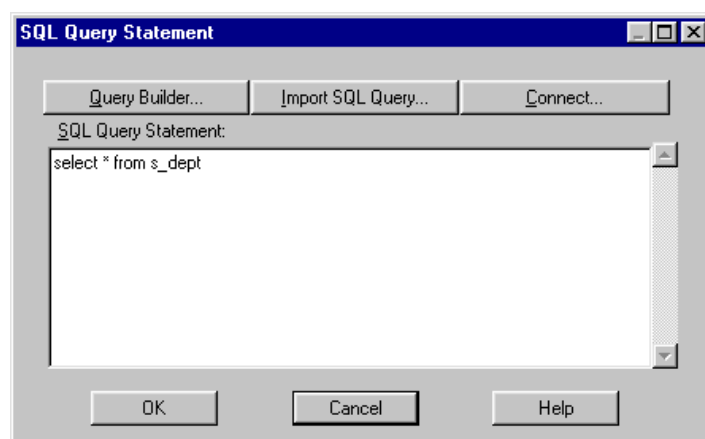 SQL Query Statement
Query Builder... Import SQL Query... Connect...
SQL Query Statement:
select * from s_dept
OK Cancel Help